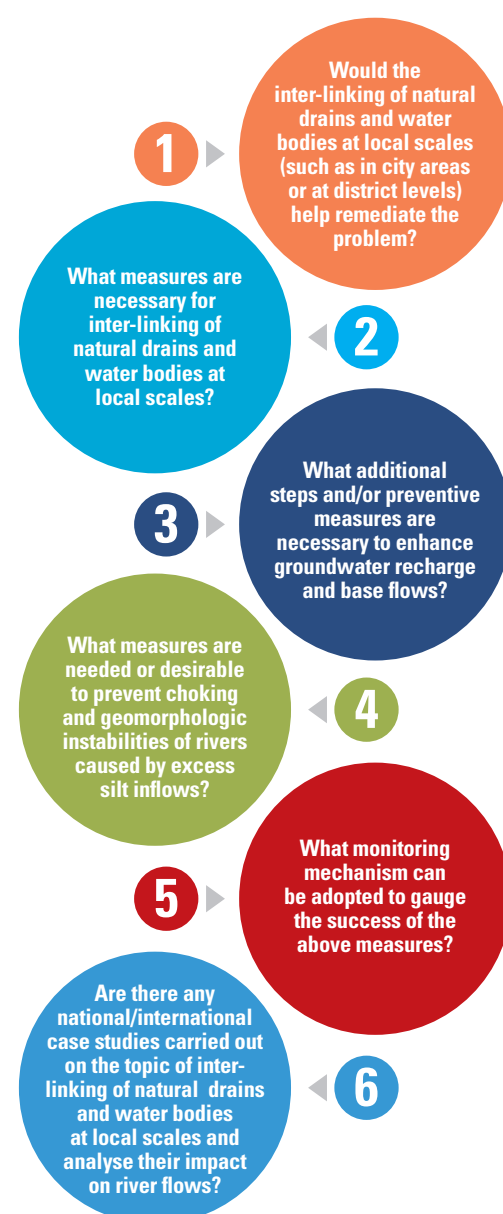 1
Would the
inter-linking of natural
drains and water
bodies at local scales
(such as in city areas
or at district levels)
help remediate the
problem?
2
What measures are
necessary for
inter-linking of
natural drains and
water bodies at
local scales?
3
What additional
steps and/or preventive
measures are
necessary to enhance
groundwater recharge
and base flows?
4
What measures are
needed or desirable
to prevent choking
and geomorphologic
instabilities of rivers
caused by excess
silt inflows?
5
What monitoring
mechanism can
be adopted to gauge
the success of the
above measures?
6
Are there any
national/international
case studies carried out
on the topic of inter-
linking of natural drains
and water bodies
at local scales and
analyse their impact
on river flows?